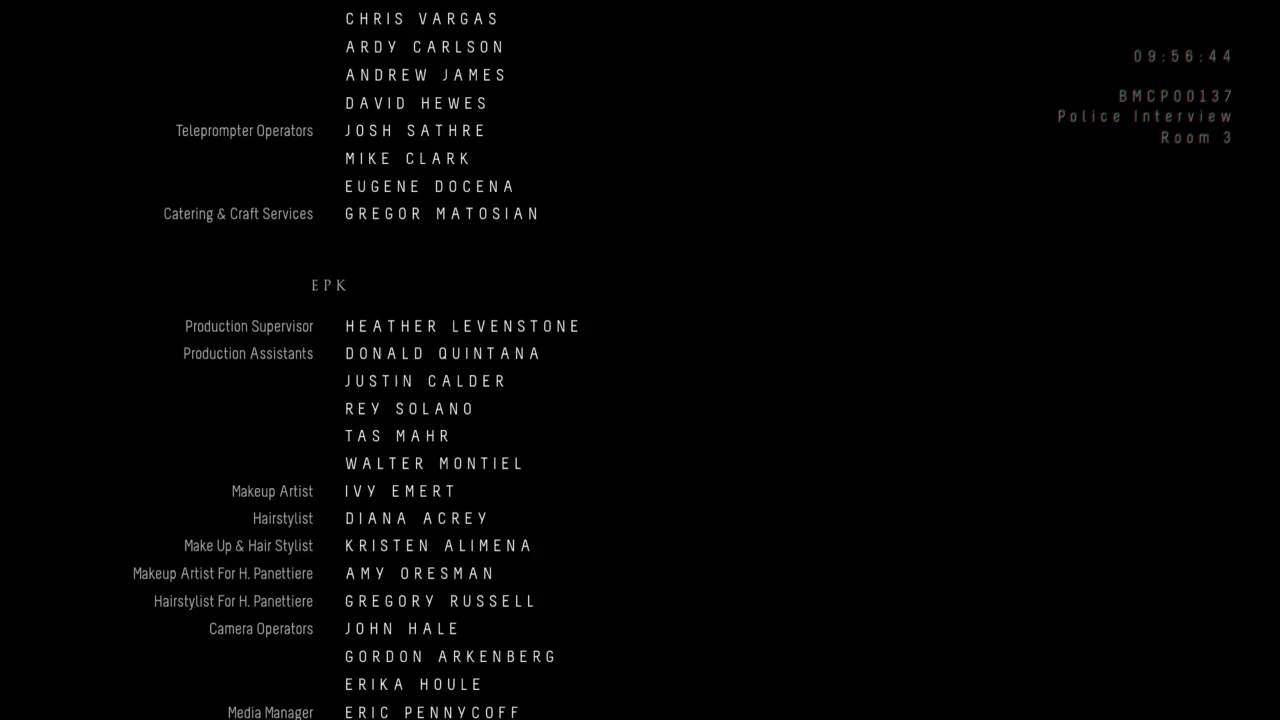 CHRIS VARGAS
ARDY CARLSON
ANDREW JAMES
DAVID HEWES
Teleprompter Operators JOSH SATHRE
MIKE CLARK
EUGENE DOCENA
Catering & Craft Services GREGOR MATOSIAN
EPK
Production Supervisor HEATHER LEVENSTONE
Production Assistants DONALD QUINTANA
JUSTIN CALDER
REY SOLANO
TAS MAHR
WALTER MONTIEL
Makeup Artist IVY EMERT
Hairstylist DIANA ACREY
Make Up & Hair Stylist KRISTEN ALIMENA
Makeup Artist For H. Panettiere AMY ORESMAN
Hairstylist For H. Panettiere GREGORY RUSSELL
Camera Operators JOHN HALE
GORDON ARKENBERG
ERIKA HOULE
Media Manager ERIC PENNYCOFF
09:56:44
BMCP00137
Police Interview
Room 3